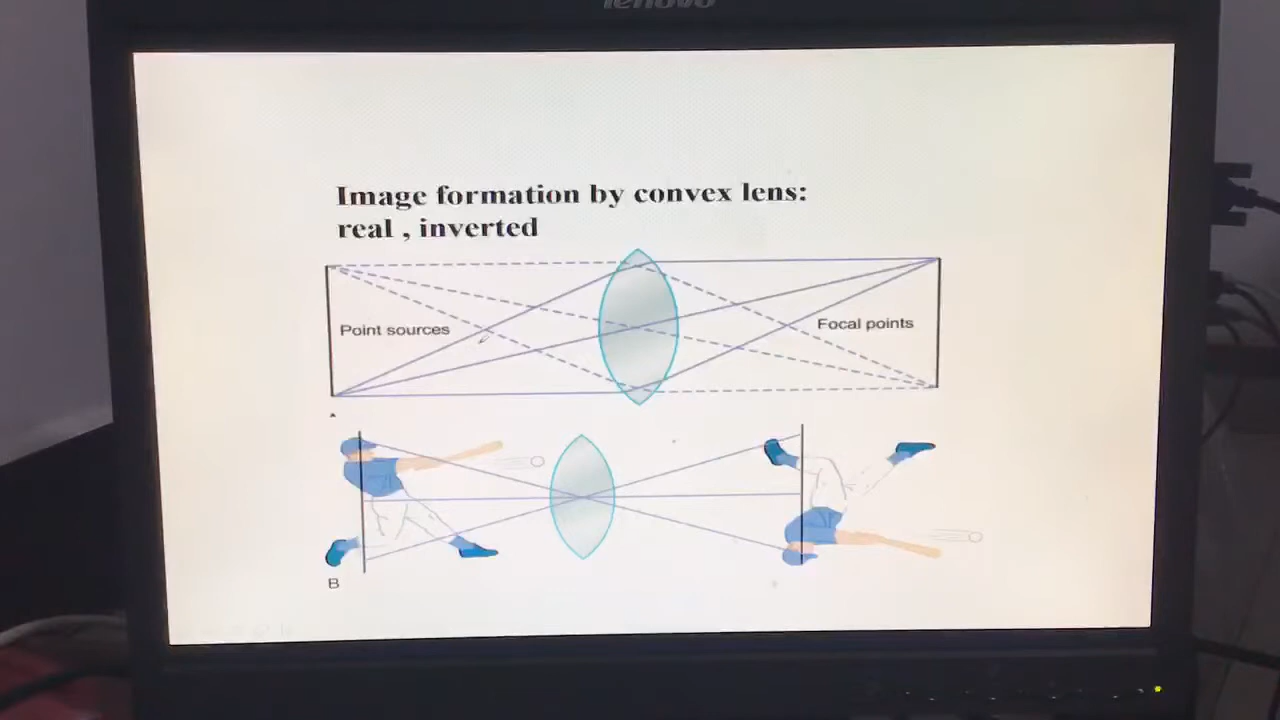 lenovo
Image formation by convex lens:
real , inverted
Point sources
Focal points
A
B